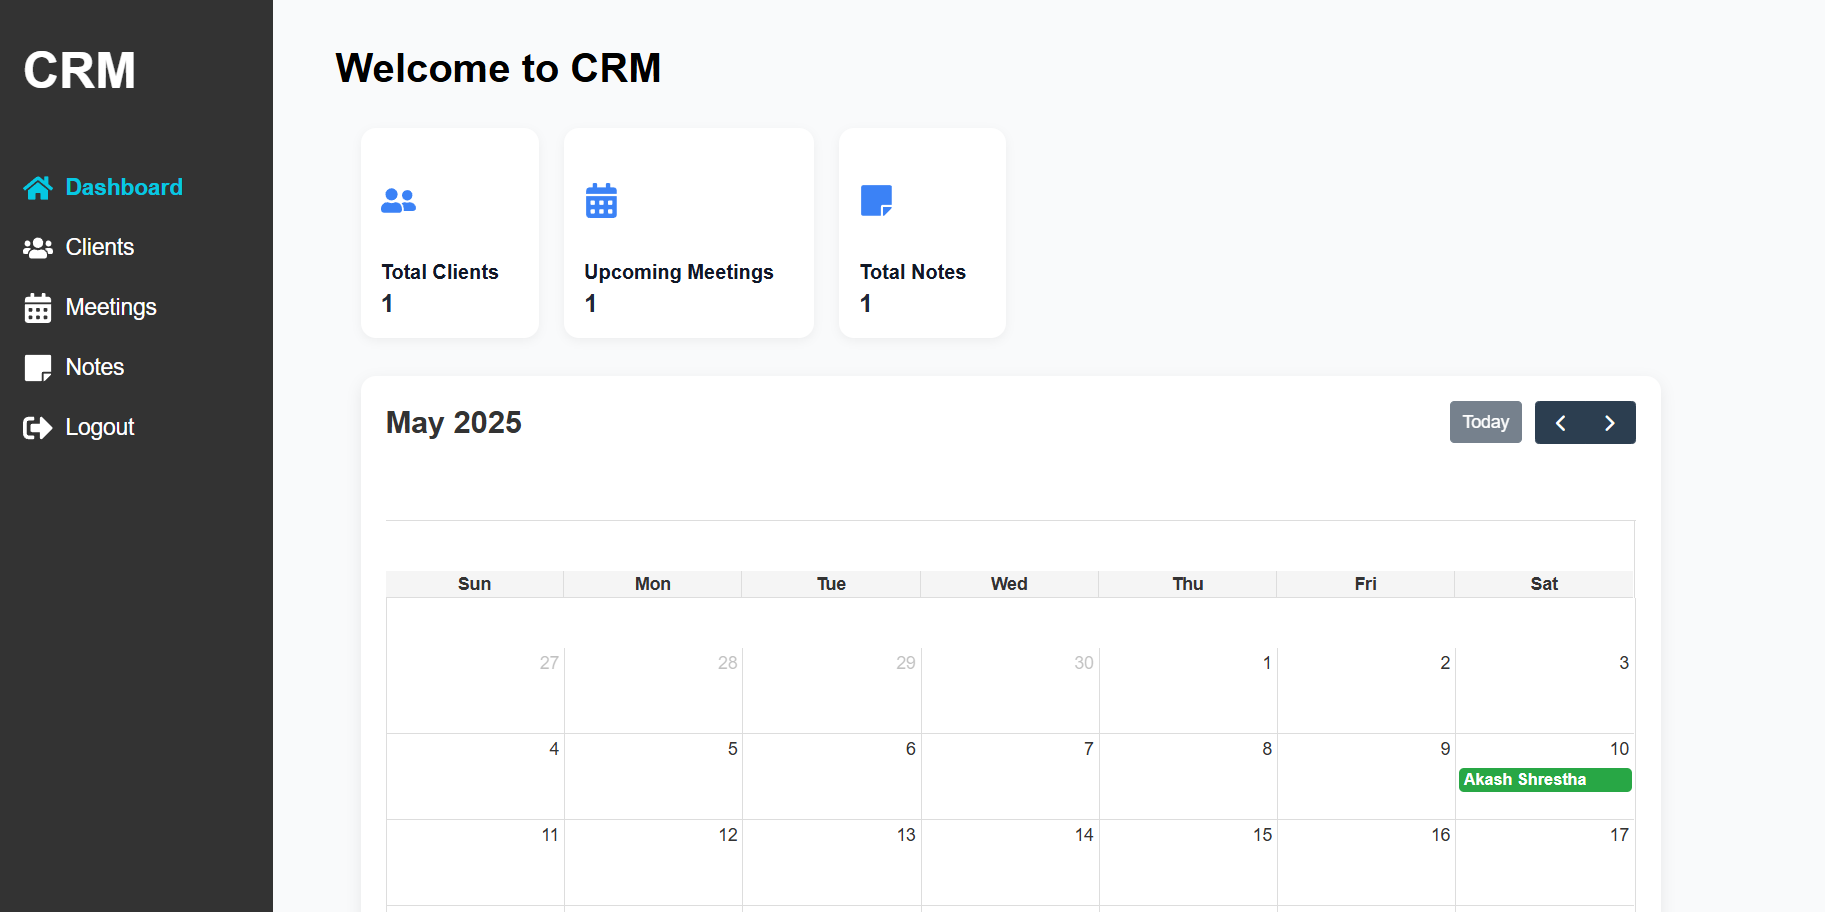 CRM
Dashboard
Clients
Meetings
Notes
Logout
Welcome to CRM
Total Clients
1
Upcoming Meetings
1
Total Notes
1
May 2025
Today
Sun Mon Tue Wed Thu Fri Sat
27 28 29 30 1 2 3
4 5 6 7 8 9 10
Akash Shrestha
11 12 13 14 15 16 17